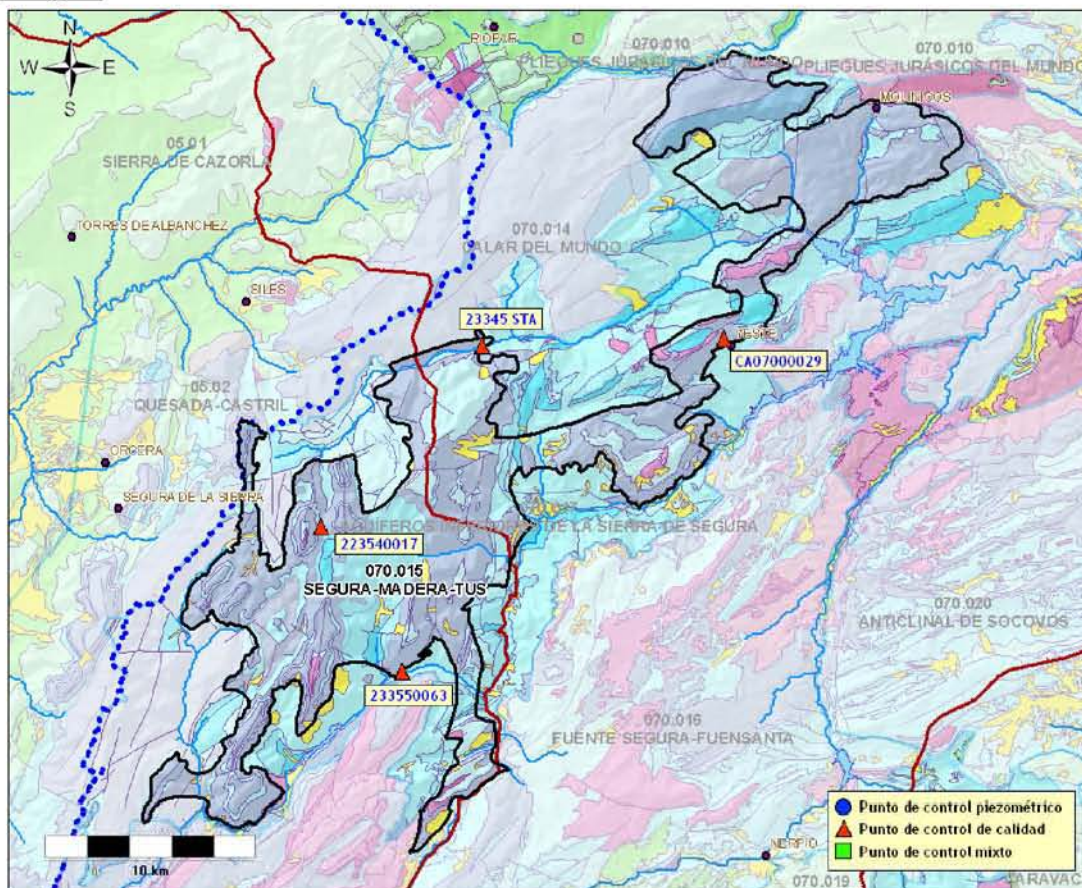 N
W E
S
RIOPAR
070.010
PLIEGUES JURÁSICOS DEL MUNDO
070.010
PLIEGUES JURÁSICOS DEL MUNDO
MOLINICOS
05.01
SIERRA DE CAZORLA
TORRES DE ALBANCHEZ
070.014
CALAR DEL MUNDO
SILES
23345 STA
YESTE
CA07000029
05.02
QUESADA-CASTRIL
ORCERA
SEGURA DE LA SIERRA
ACUÍFEROS INFERIORES DE LA SIERRA DE SEGURA
223540017
070.015
SEGURA-MADERA-TUS
070.020
ANTICLINAL DE SOCOVOS
233550063
070.016
FUENTE SEGURA-FUENSANTA
Punto de control piezométrico
Punto de control de calidad
Punto de control mixto
10 km
NERPIO
070.019
CARAVAC